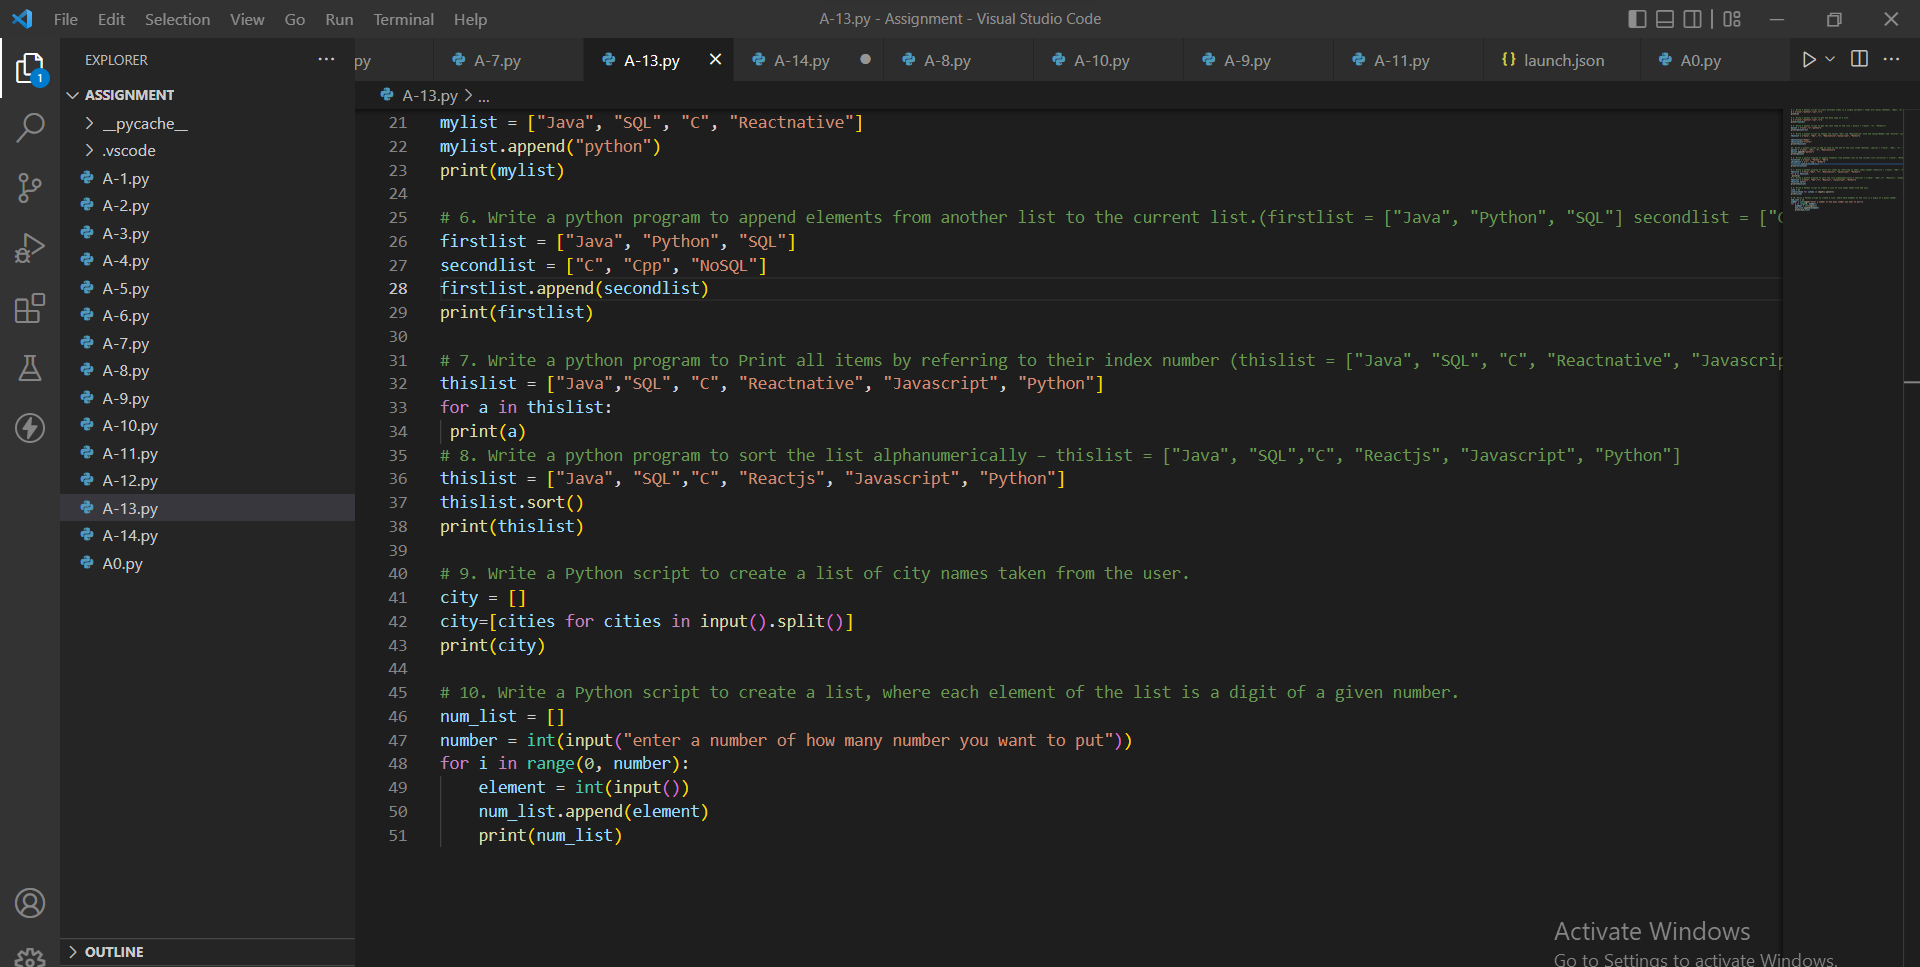 File Edit Selection View Go Run Terminal Help
A-13.py - Assignment - Visual Studio Code
EXPLORER
py
A-7.py
A-13.py
A-14.py
A-8.py
A-10.py
A-9.py
A-11.py
{} launch.json
A0.py
A-13.py > ...
1
ASSIGNMENT
__pycache__
.vscode
A-1.py
A-2.py
A-3.py
A-4.py
A-5.py
A-6.py
A-7.py
A-8.py
A-9.py
A-10.py
A-11.py
A-12.py
A-13.py
A-14.py
A0.py
OUTLINE
21 mylist = ["Java", "SQL", "C", "Reactnative"]
22 mylist.append("python")
23 print(mylist)
24
25 # 6. Write a python program to append elements from another list to the current list.(firstlist = ["Java", "Python", "SQL"] secondlist = ["C
26 firstlist = ["Java", "Python", "SQL"]
27 secondlist = ["C", "Cpp", "NoSQL"]
28 firstlist.append(secondlist)
29 print(firstlist)
30
31 # 7. Write a python program to Print all items by referring to their index number (thislist = ["Java", "SQL", "C", "Reactnative", "Javascrip
32 thislist = ["Java","SQL", "C", "Reactnative", "Javascript", "Python"]
33 for a in thislist:
34  print(a)
35 # 8. Write a python program to sort the list alphanumerically – thislist = ["Java", "SQL","C", "Reactjs", "Javascript", "Python"]
36 thislist = ["Java", "SQL","C", "Reactjs", "Javascript", "Python"]
37 thislist.sort()
38 print(thislist)
39
40 # 9. Write a Python script to create a list of city names taken from the user.
41 city = []
42 city=[cities for cities in input().split()]
43 print(city)
44
45 # 10. Write a Python script to create a list, where each element of the list is a digit of a given number.
46 num_list = []
47 number = int(input("enter a number of how many number you want to put"))
48 for i in range(0, number):
49     element = int(input())
50     num_list.append(element)
51     print(num_list)
Activate Windows
Go to Settings to activate Windows.